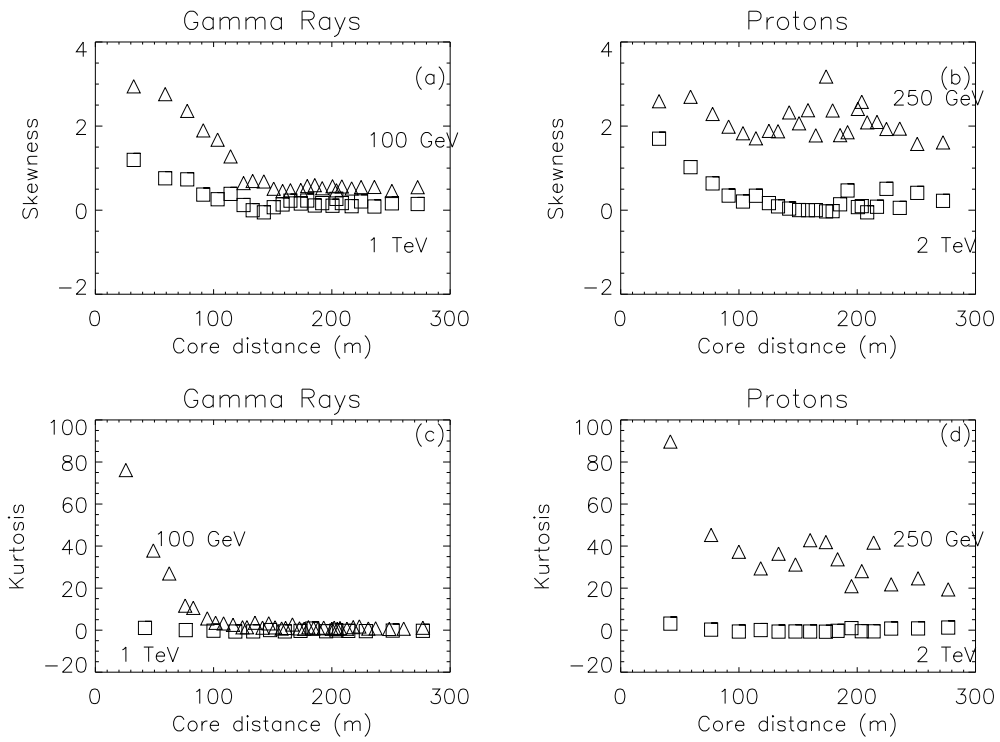 Gamma Rays
4
2
0
−2
Skewness
(a)
100 GeV
1 TeV
0
100
200
300
Core distance (m)
Protons
4
2
0
−2
Skewness
(b)
250 GeV
2 TeV
0
100
200
300
Core distance (m)
Gamma Rays
100
80
60
40
20
0
−20
Kurtosis
(c)
100 GeV
1 TeV
0
100
200
300
Core distance (m)
Protons
100
80
60
40
20
0
−20
Kurtosis
(d)
250 GeV
2 TeV
0
100
200
300
Core distance (m)